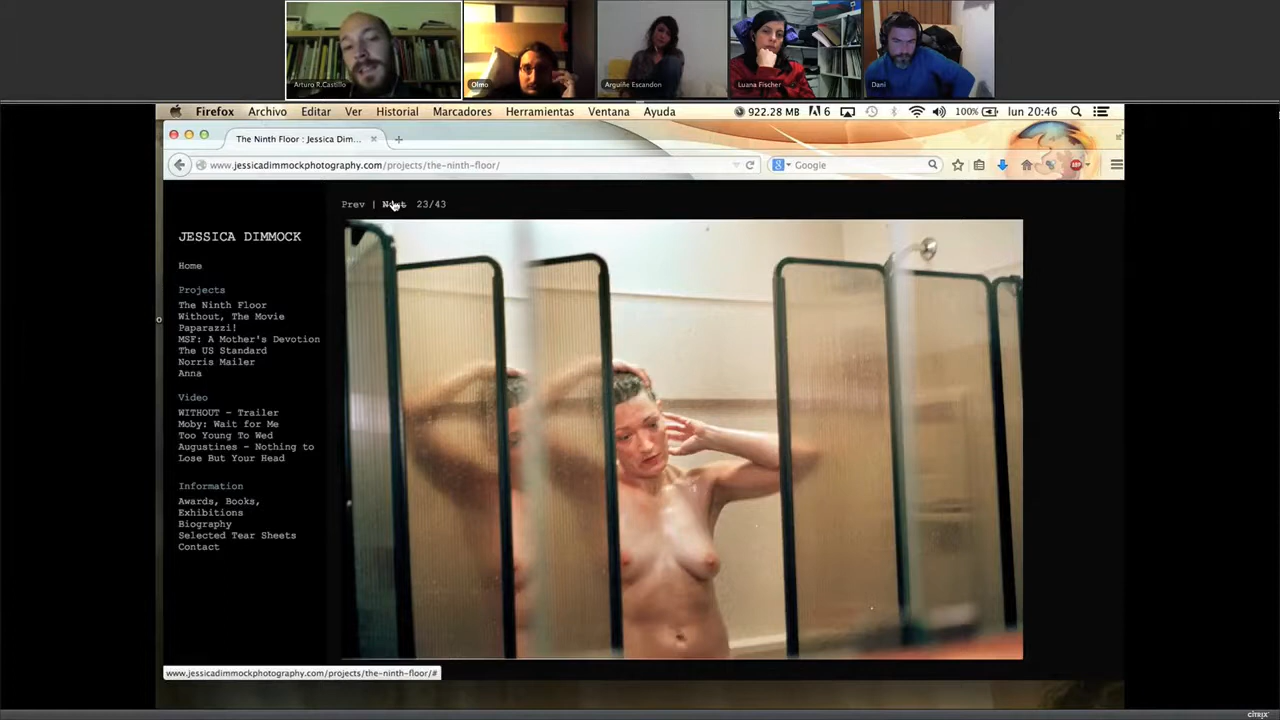 Arturo R.Castillo
Olmo
Arguiñe Escandon
Luana Fischer
Dani
Firefox Archivo Editar Ver Historial Marcadores Herramientas Ventana Ayuda
922.28 MB
6
100%
lun 20:46
The Ninth Floor : Jessica Dim...
www.jessicadimmockphotography.com/projects/the-ninth-floor/
Google
Prev | Next 23/43
JESSICA DIMMOCK
Home
Projects
The Ninth Floor
Without, The Movie
Paparazzi!
MSF: A Mother's Devotion
The US Standard
Norris Mailer
Anna
Video
WITHOUT - Trailer
Moby: Wait for Me
Too Young To Wed
Augustines - Nothing to
Lose But Your Head
Information
Awards, Books,
Exhibitions
Biography
Selected Tear Sheets
Contact
www.jessicadimmockphotography.com/projects/the-ninth-floor/#
CITRIX